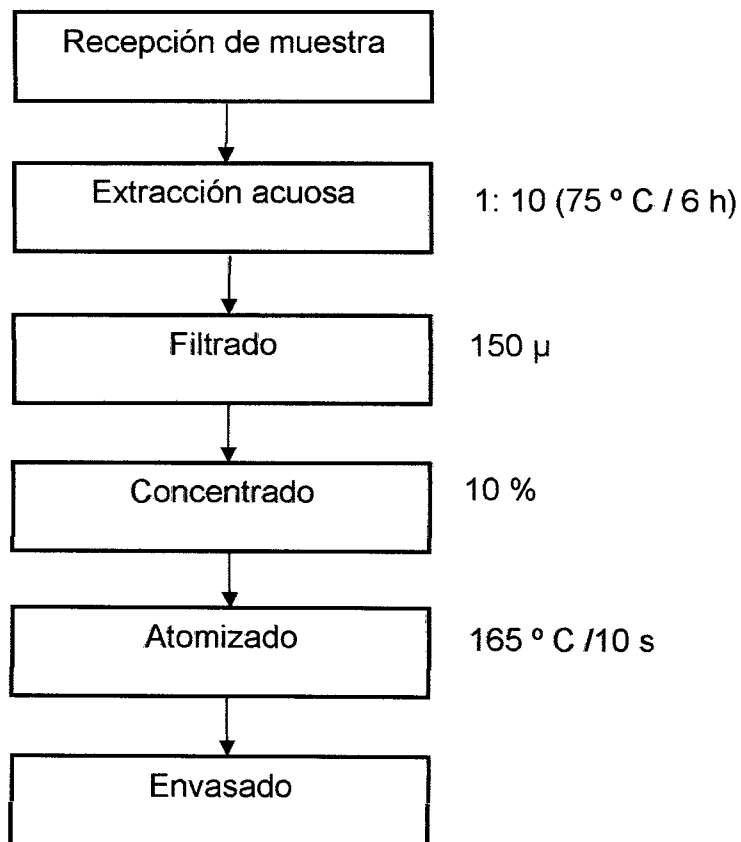 Recepción de muestra
Extracción acuosa
1: 10 (75 º C / 6 h)
Filtrado
150 µ
Concentrado
10 %
Atomizado
165 º C /10 s
Envasado